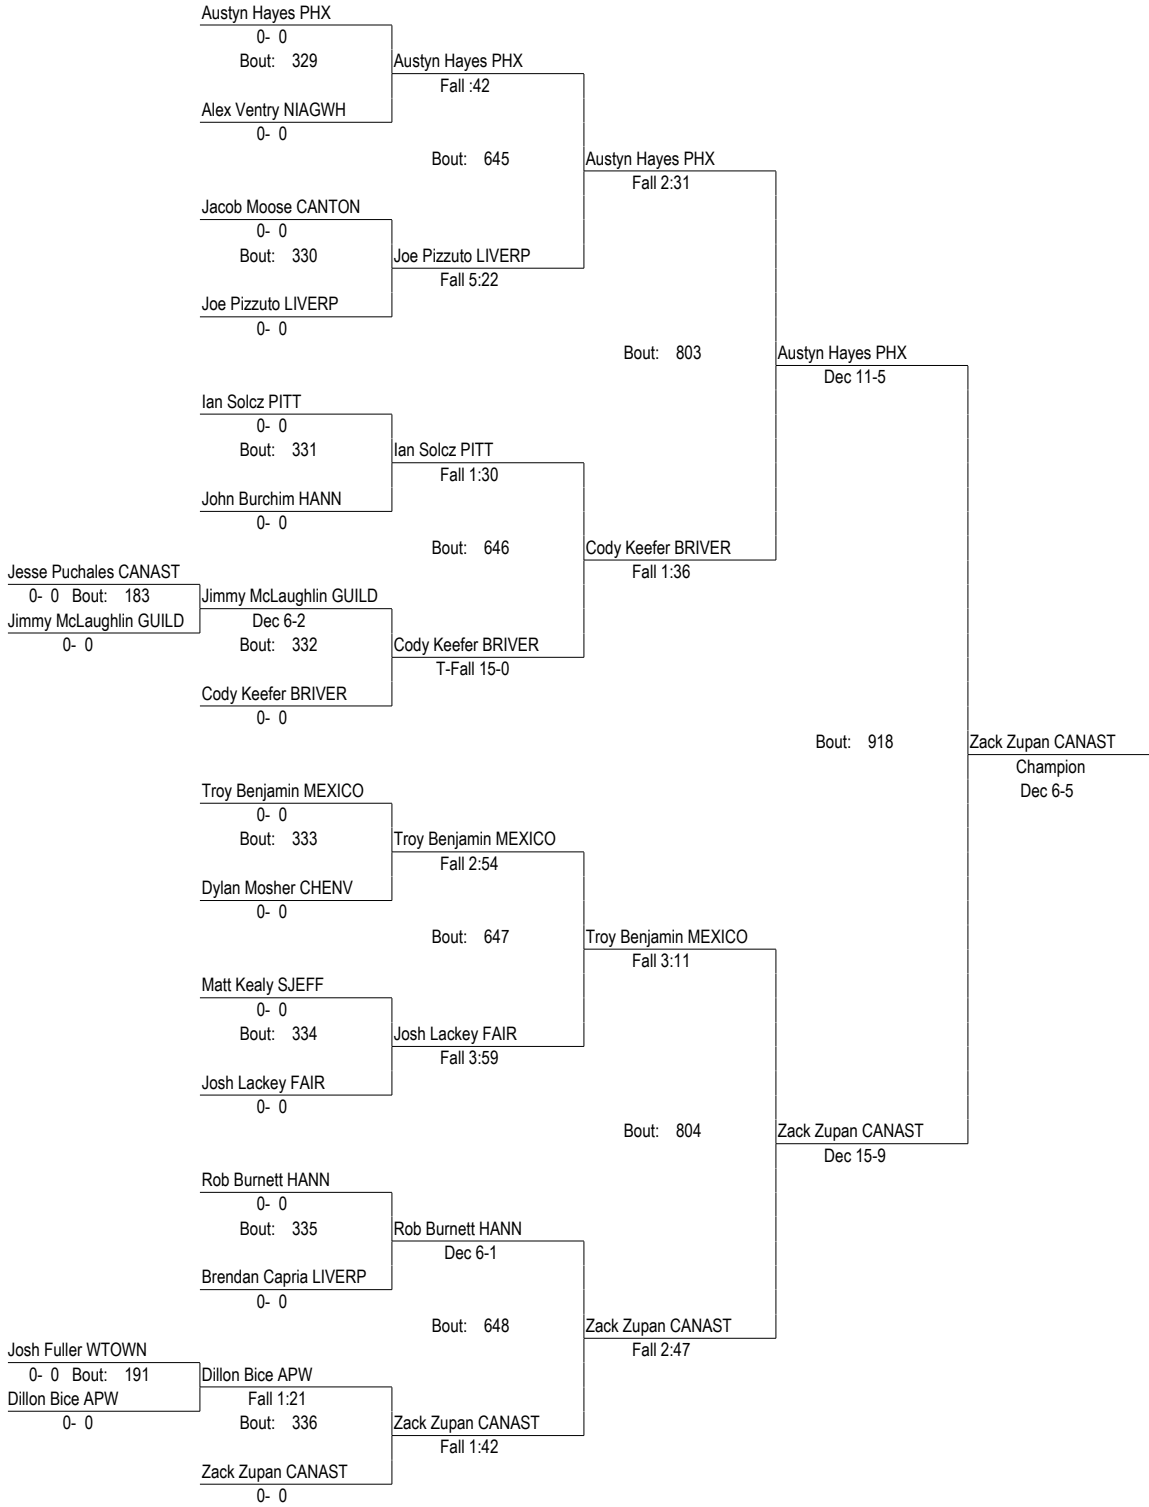 Austyn Hayes PHX
0- 0
Bout: 329
Austyn Hayes PHX
Fall :42
Alex Ventry NIAGWH
0- 0
Bout: 645
Austyn Hayes PHX
Fall 2:31
Jacob Moose CANTON
0- 0
Bout: 330
Joe Pizzuto LIVERP
Fall 5:22
Joe Pizzuto LIVERP
0- 0
Bout: 803
Austyn Hayes PHX
Dec 11-5
Ian Solcz PITT
0- 0
Bout: 331
Ian Solcz PITT
Fall 1:30
John Burchim HANN
0- 0
Bout: 646
Cody Keefer BRIVER
Fall 1:36
Jesse Puchales CANAST
0- 0 Bout: 183
Jimmy McLaughlin GUILD
0- 0
Jimmy McLaughlin GUILD
Dec 6-2
Bout: 332
Cody Keefer BRIVER
T-Fall 15-0
Cody Keefer BRIVER
0- 0
Bout: 918
Zack Zupan CANAST
Champion
Dec 6-5
Troy Benjamin MEXICO
0- 0
Bout: 333
Troy Benjamin MEXICO
Fall 2:54
Dylan Mosher CHENV
0- 0
Bout: 647
Troy Benjamin MEXICO
Fall 3:11
Matt Kealy SJEFF
0- 0
Bout: 334
Josh Lackey FAIR
Fall 3:59
Josh Lackey FAIR
0- 0
Bout: 804
Zack Zupan CANAST
Dec 15-9
Rob Burnett HANN
0- 0
Bout: 335
Rob Burnett HANN
Dec 6-1
Brendan Capria LIVERP
0- 0
Bout: 648
Zack Zupan CANAST
Fall 2:47
Josh Fuller WTOWN
0- 0 Bout: 191
Dillon Bice APW
0- 0
Dillon Bice APW
Fall 1:21
Bout: 336
Zack Zupan CANAST
Fall 1:42
Zack Zupan CANAST
0- 0